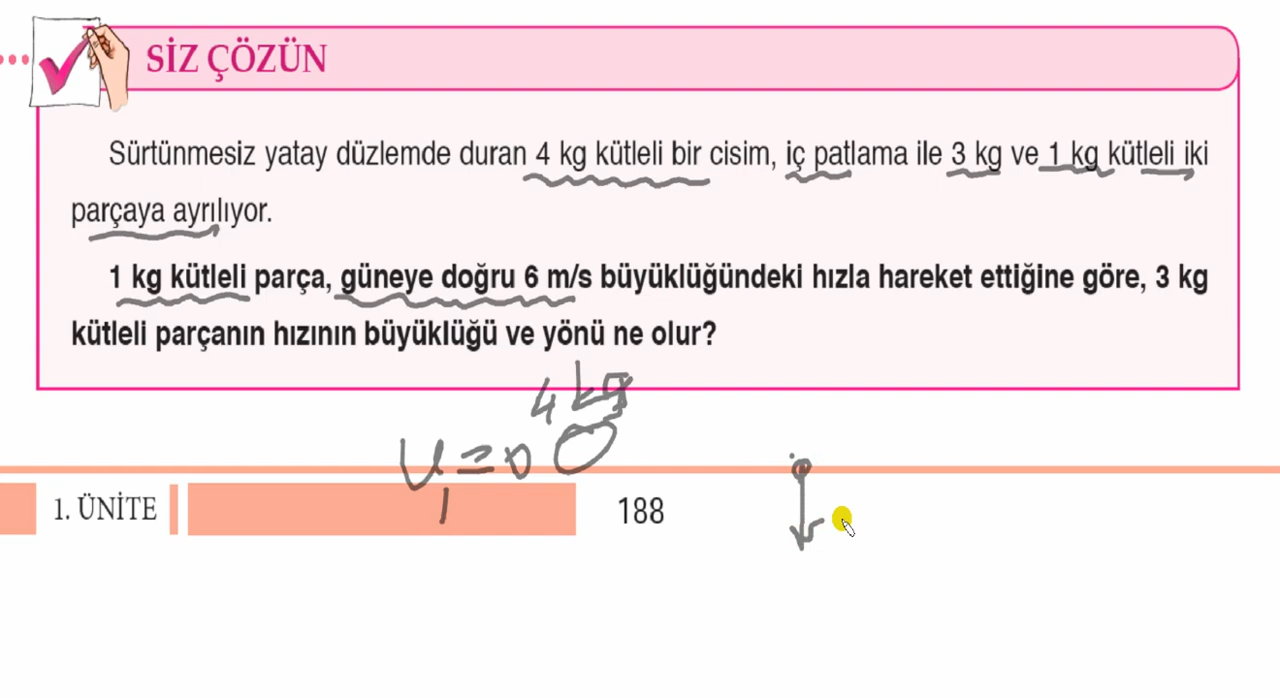 SİZ ÇÖZÜN
Sürtünmesiz yatay düzlemde duran 4 kg kütleli bir cisim, iç patlama ile 3 kg ve 1 kg kütleli iki
parçaya ayrılıyor.
1 kg kütleli parça, güneye doğru 6 m/s büyüklüğündeki hızla hareket ettiğine göre, 3 kg
kütleli parçanın hızının büyüklüğü ve yönü ne olur?
4 kg
U₁=0
1. ÜNİTE
188